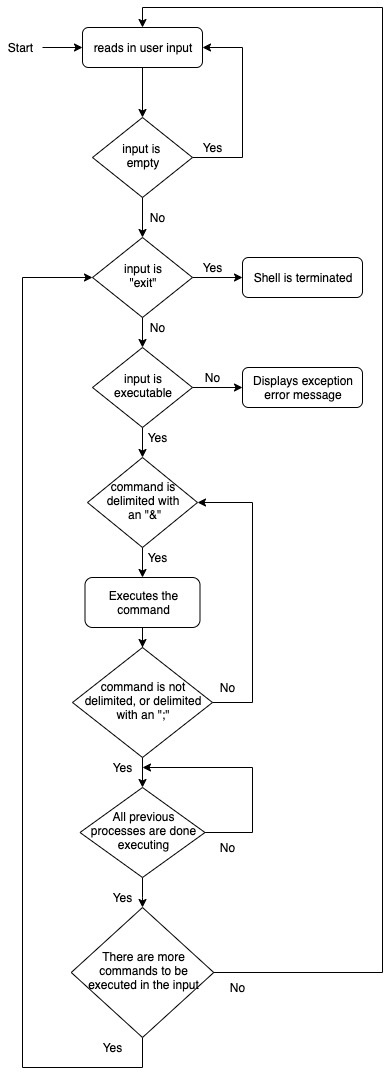 Start
reads in user input
input is
empty
Yes
No
input is
"exit"
Yes
Shell is terminated
No
input is
executable
No
Displays exception
error message
Yes
command is
delimited with
an "&"
Yes
Executes the
command
command is not
delimited, or delimited
with an ";"
No
Yes
All previous
processes are done
executing
No
Yes
There are more
commands to be
executed in the input
No
Yes